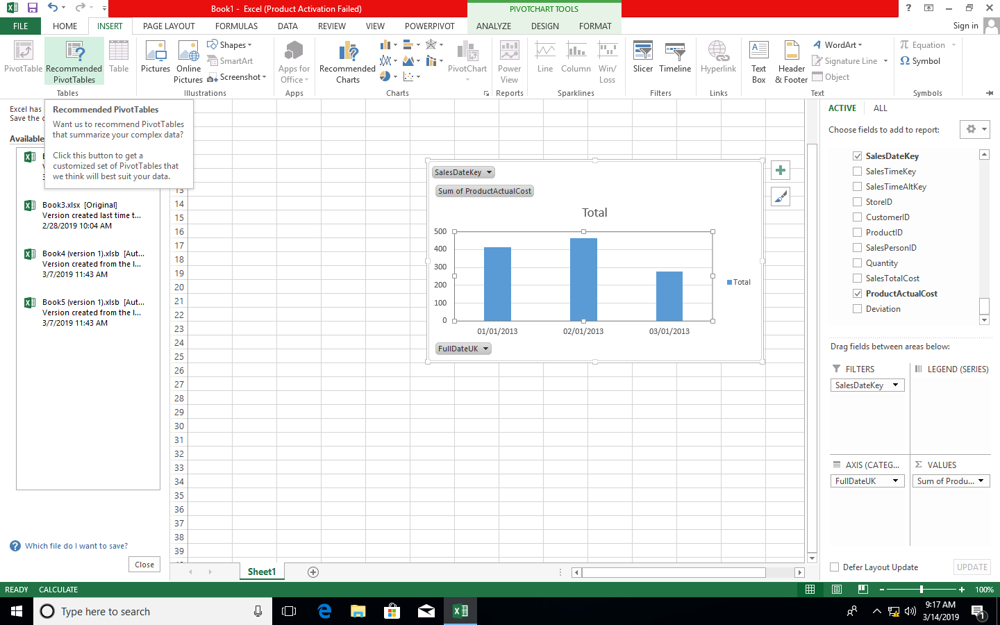 Book1 - Excel (Product Activation Failed)
PIVOTCHART TOOLS
?
FILE HOME INSERT PAGE LAYOUT FORMULAS DATA REVIEW VIEW POWERPIVOT ANALYZE DESIGN FORMAT Sign in
PivotTable
Recommended
PivotTables
Table
Tables
Pictures
Online
Pictures
Shapes
SmartArt
Screenshot
Illustrations
Apps for
Office
Apps
Recommended
Charts
PivotChart
Charts
Power
View
Reports
Line
Column
Win/
Loss
Sparklines
Slicer
Timeline
Filters
Hyperlink
Links
Text
Box
Header
& Footer
WordArt
Signature Line
Object
Text
π Equation
Ω Symbol
Symbols
Excel has
Save the
Available
Recommended PivotTables
Want us to recommend PivotTables
that summarize your complex data?
Click this button to get a
customized set of PivotTables that
we think will best suit your data.
Book3.xlsx [Original]
Version created last time t...
2/28/2019 10:04 AM
Book4 (version 1).xlsb [Aut...
Version created from the l...
3/7/2019 11:43 AM
Book5 (version 1).xlsb [Aut...
Version created from the l...
3/7/2019 11:43 AM
? Which file do I want to save?
Close
13
14
15
16
17
18
19
20
21
22
23
24
25
26
27
28
29
30
31
32
33
34
35
36
37
38
39
SalesDateKey
Sum of ProductActualCost
Total
500
400
300
200
100
0
01/01/2013 02/01/2013 03/01/2013
Total
FullDateUK
Sheet1
ACTIVE ALL
Choose fields to add to report:
SalesDateKey
SalesTimeKey
SalesTimeAltKey
StoreID
CustomerID
ProductID
SalesPersonID
Quantity
SalesTotalCost
ProductActualCost
Deviation
Drag fields between areas below:
FILTERS
SalesDateKey
LEGEND (SERIES)
AXIS (CATEG...
FullDateUK
Σ VALUES
Sum of Produ...
Defer Layout Update UPDATE
READY CALCULATE 100%
Type here to search
9:17 AM
3/14/2019
1